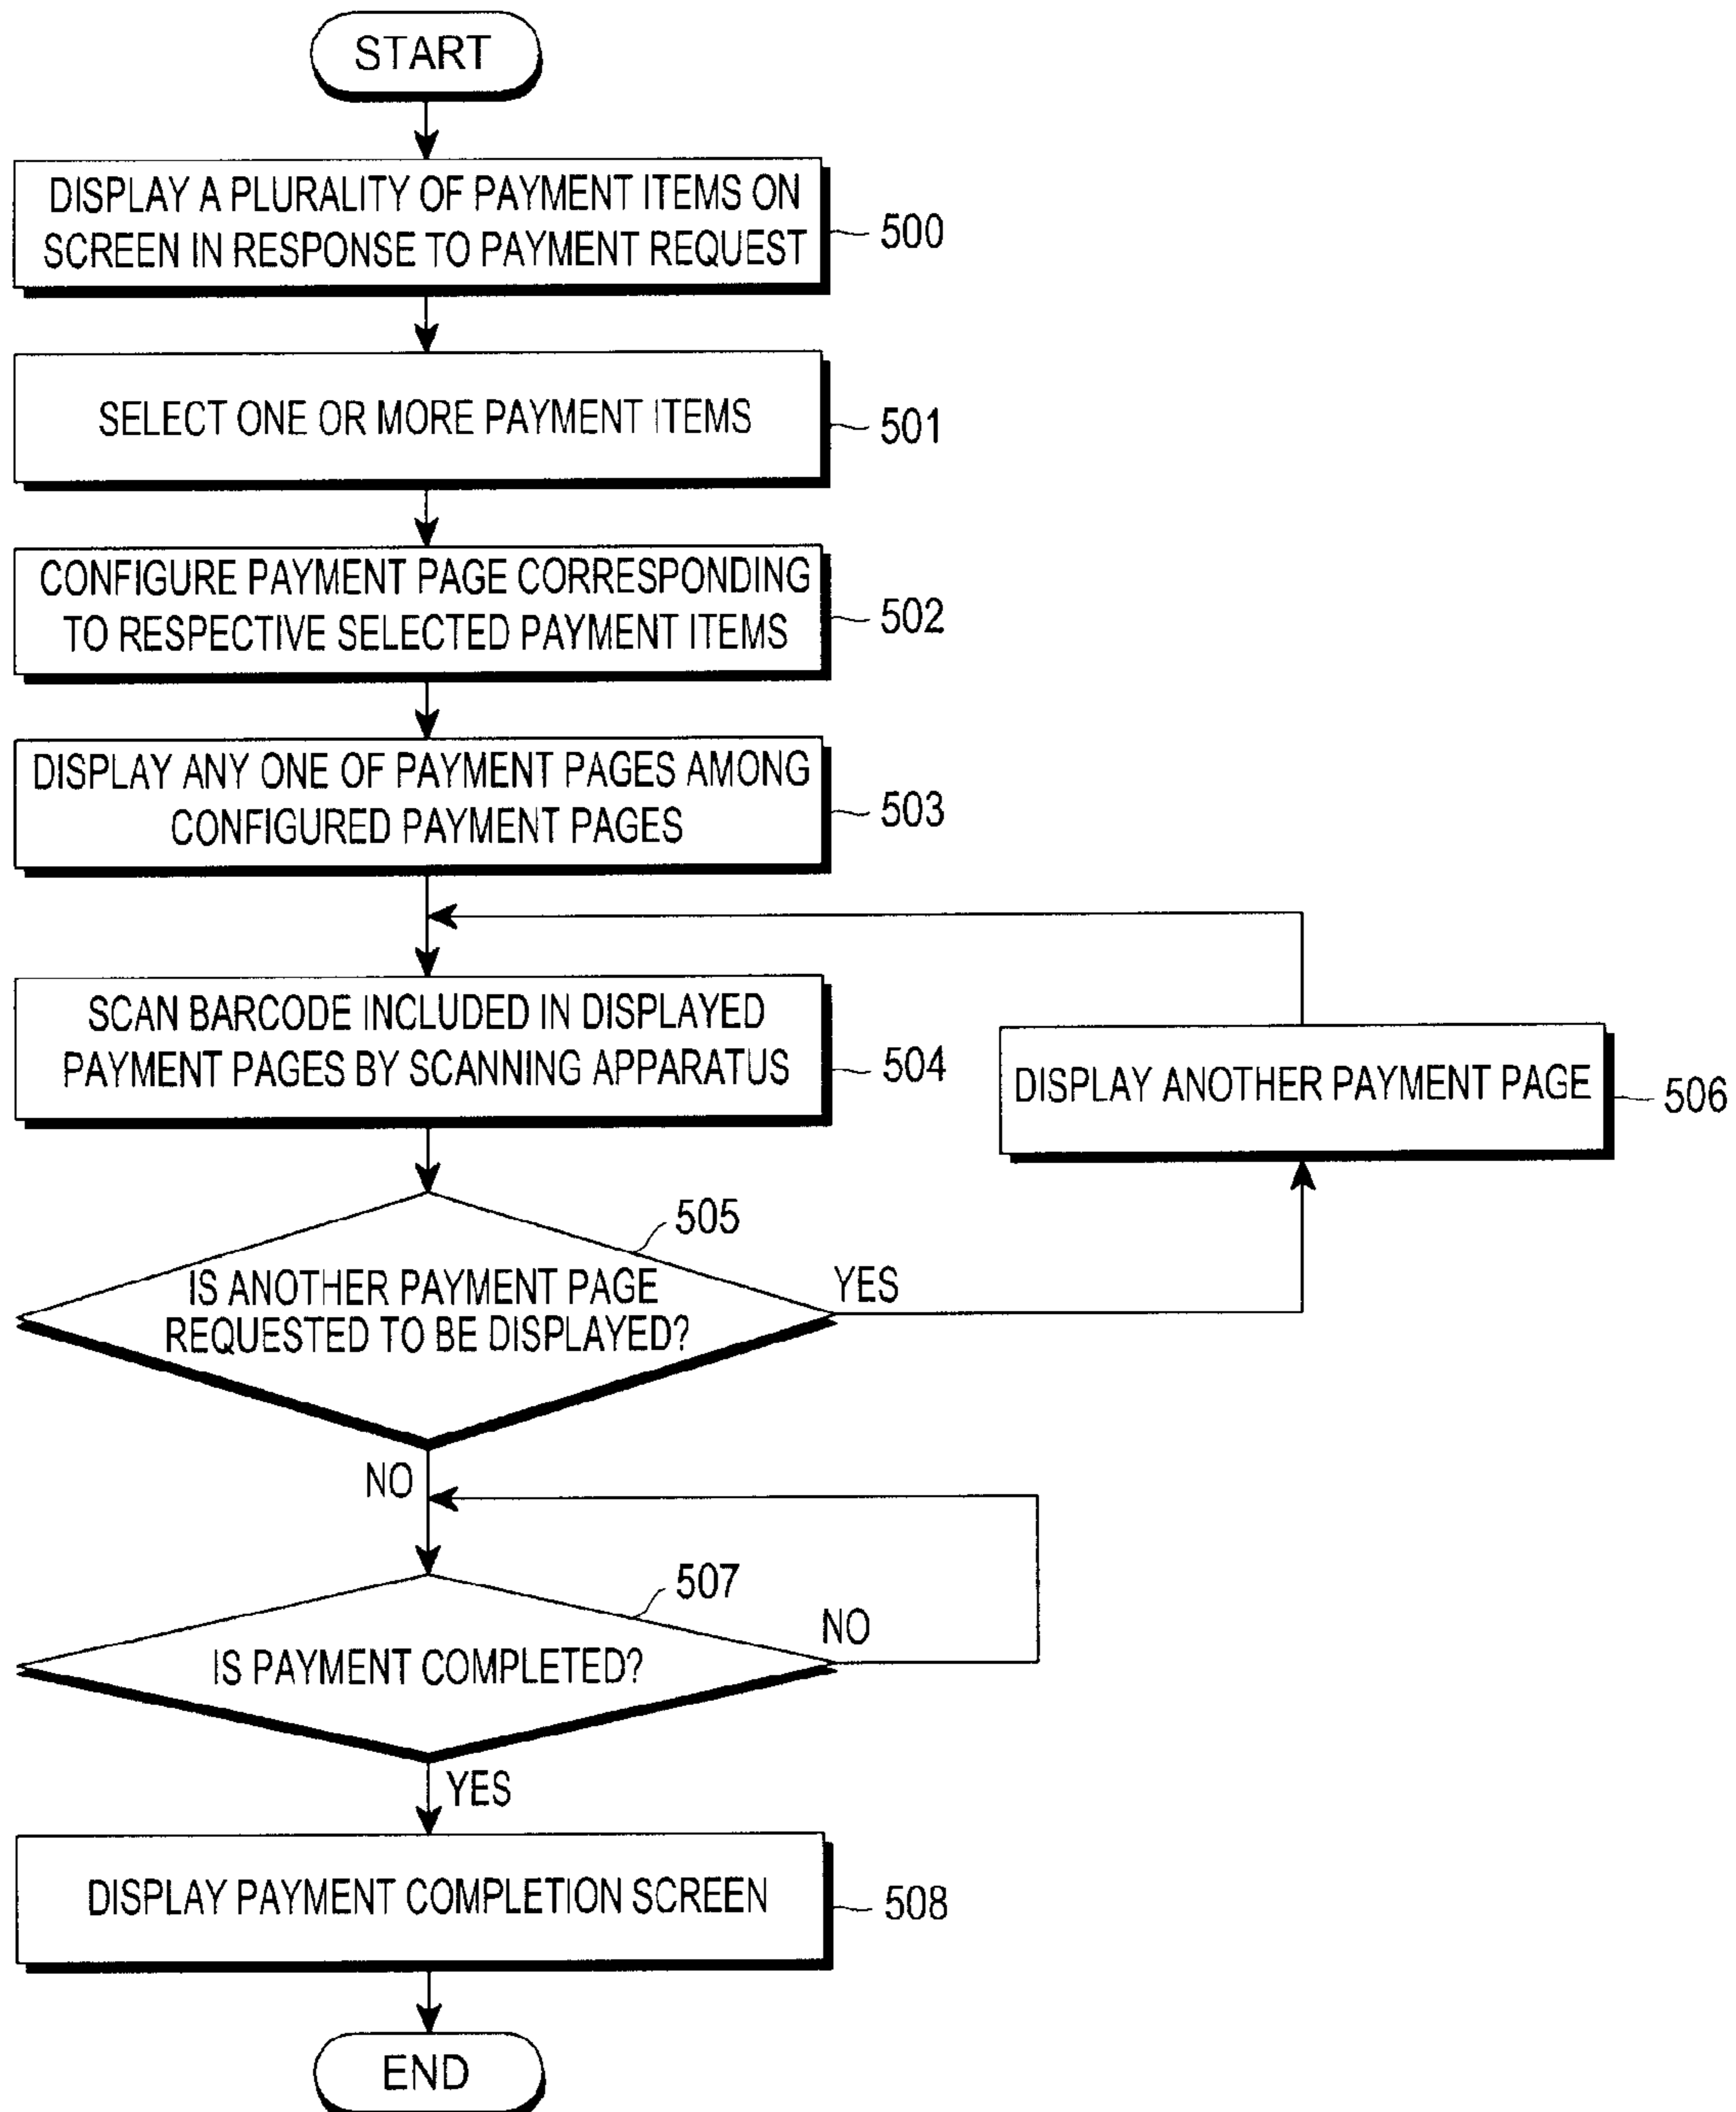 START
DISPLAY A PLURALITY OF PAYMENT ITEMS ON
SCREEN IN RESPONSE TO PAYMENT REQUEST
500
SELECT ONE OR MORE PAYMENT ITEMS
501
CONFIGURE PAYMENT PAGE CORRESPONDING
TO RESPECTIVE SELECTED PAYMENT ITEMS
502
DISPLAY ANY ONE OF PAYMENT PAGES AMONG
CONFIGURED PAYMENT PAGES
503
SCAN BARCODE INCLUDED IN DISPLAYED
PAYMENT PAGES BY SCANNING APPARATUS
504
DISPLAY ANOTHER PAYMENT PAGE
506
505
IS ANOTHER PAYMENT PAGE
REQUESTED TO BE DISPLAYED?
YES
NO
507
IS PAYMENT COMPLETED?
NO
YES
DISPLAY PAYMENT COMPLETION SCREEN
508
END